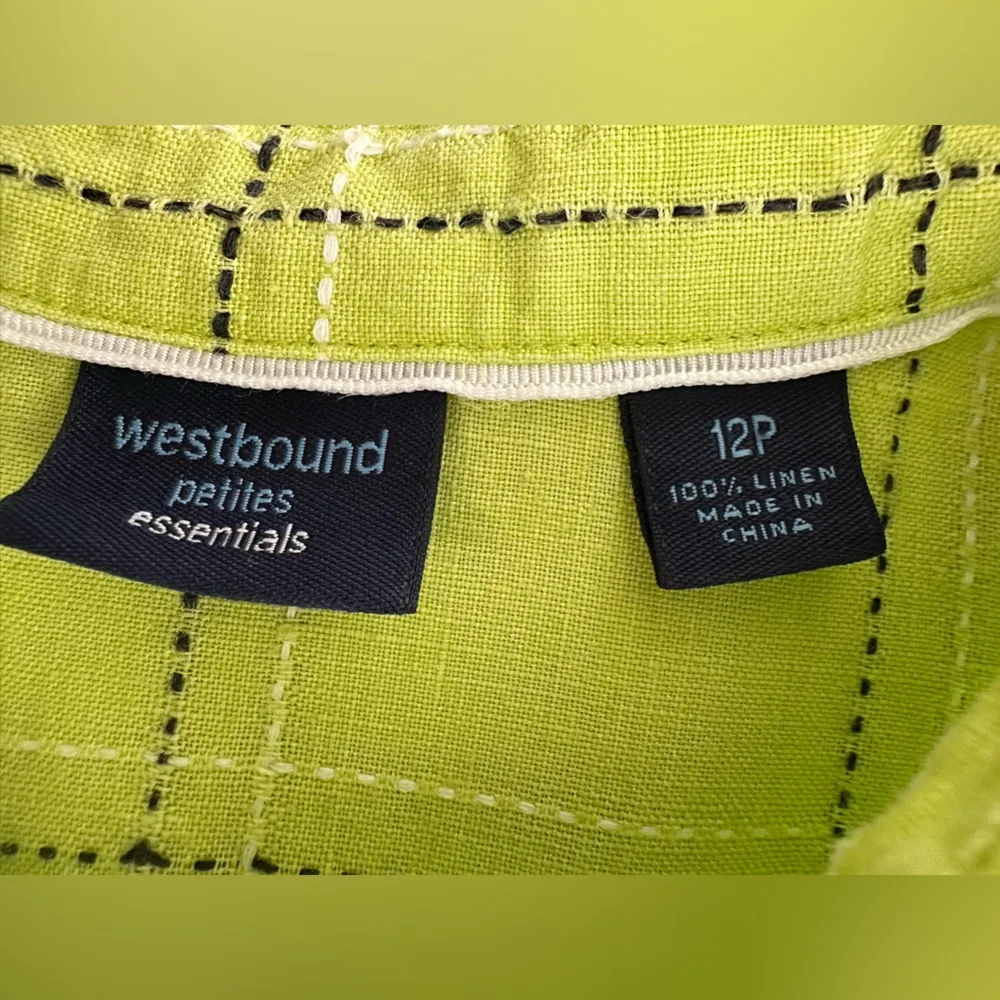 westbound
petites
essentials
12P
100% LINEN
MADE IN
CHINA